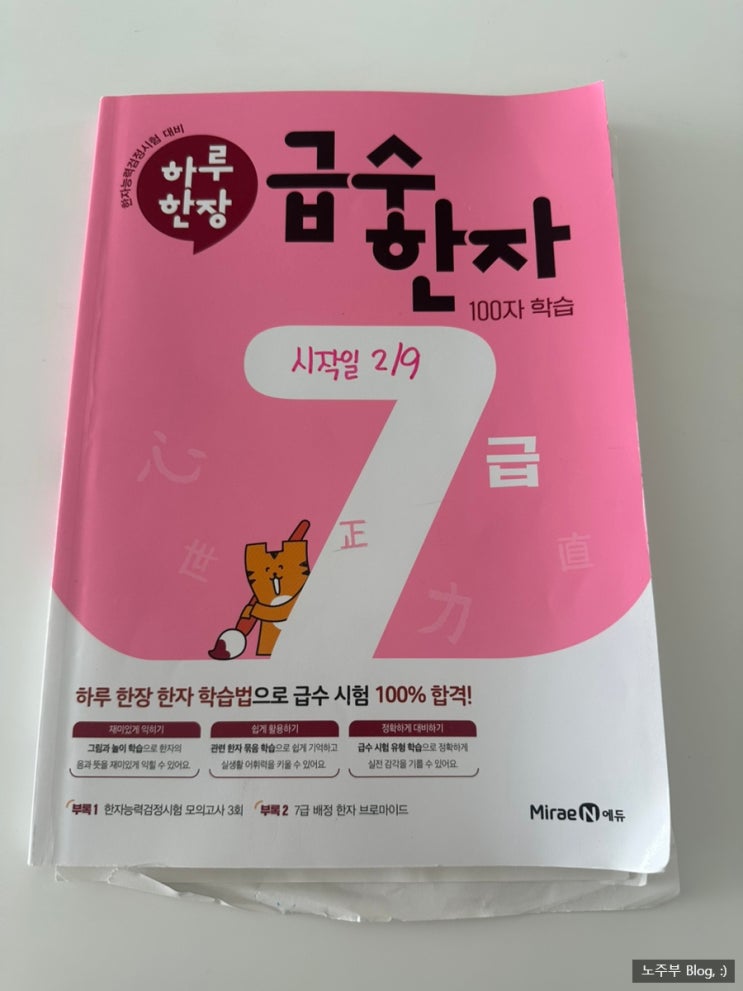 한자능력검정시험 대비
하루
한장
급수
한자
100자 학습
시작일 2/9
7
급
心
世
正
力
直
하루 한장 한자 학습법으로 급수 시험 100% 합격!
재미있게 익히기
그림과 놀이 학습으로 한자의
음과 뜻을 재미있게 익힐 수 있어요.
쉽게 활용하기
관련 한자 묶음 학습으로 쉽게 기억하고
실생활 어휘력을 키울 수 있어요.
정확하게 대비하기
급수 시험 유형 학습으로 정확하게
실전 감각을 기를 수 있어요.
부록 1 한자능력검정시험 모의고사 3회 부록 2 7급 배정 한자 브로마이드
Mirae N 에듀
노주부 Blog, :)